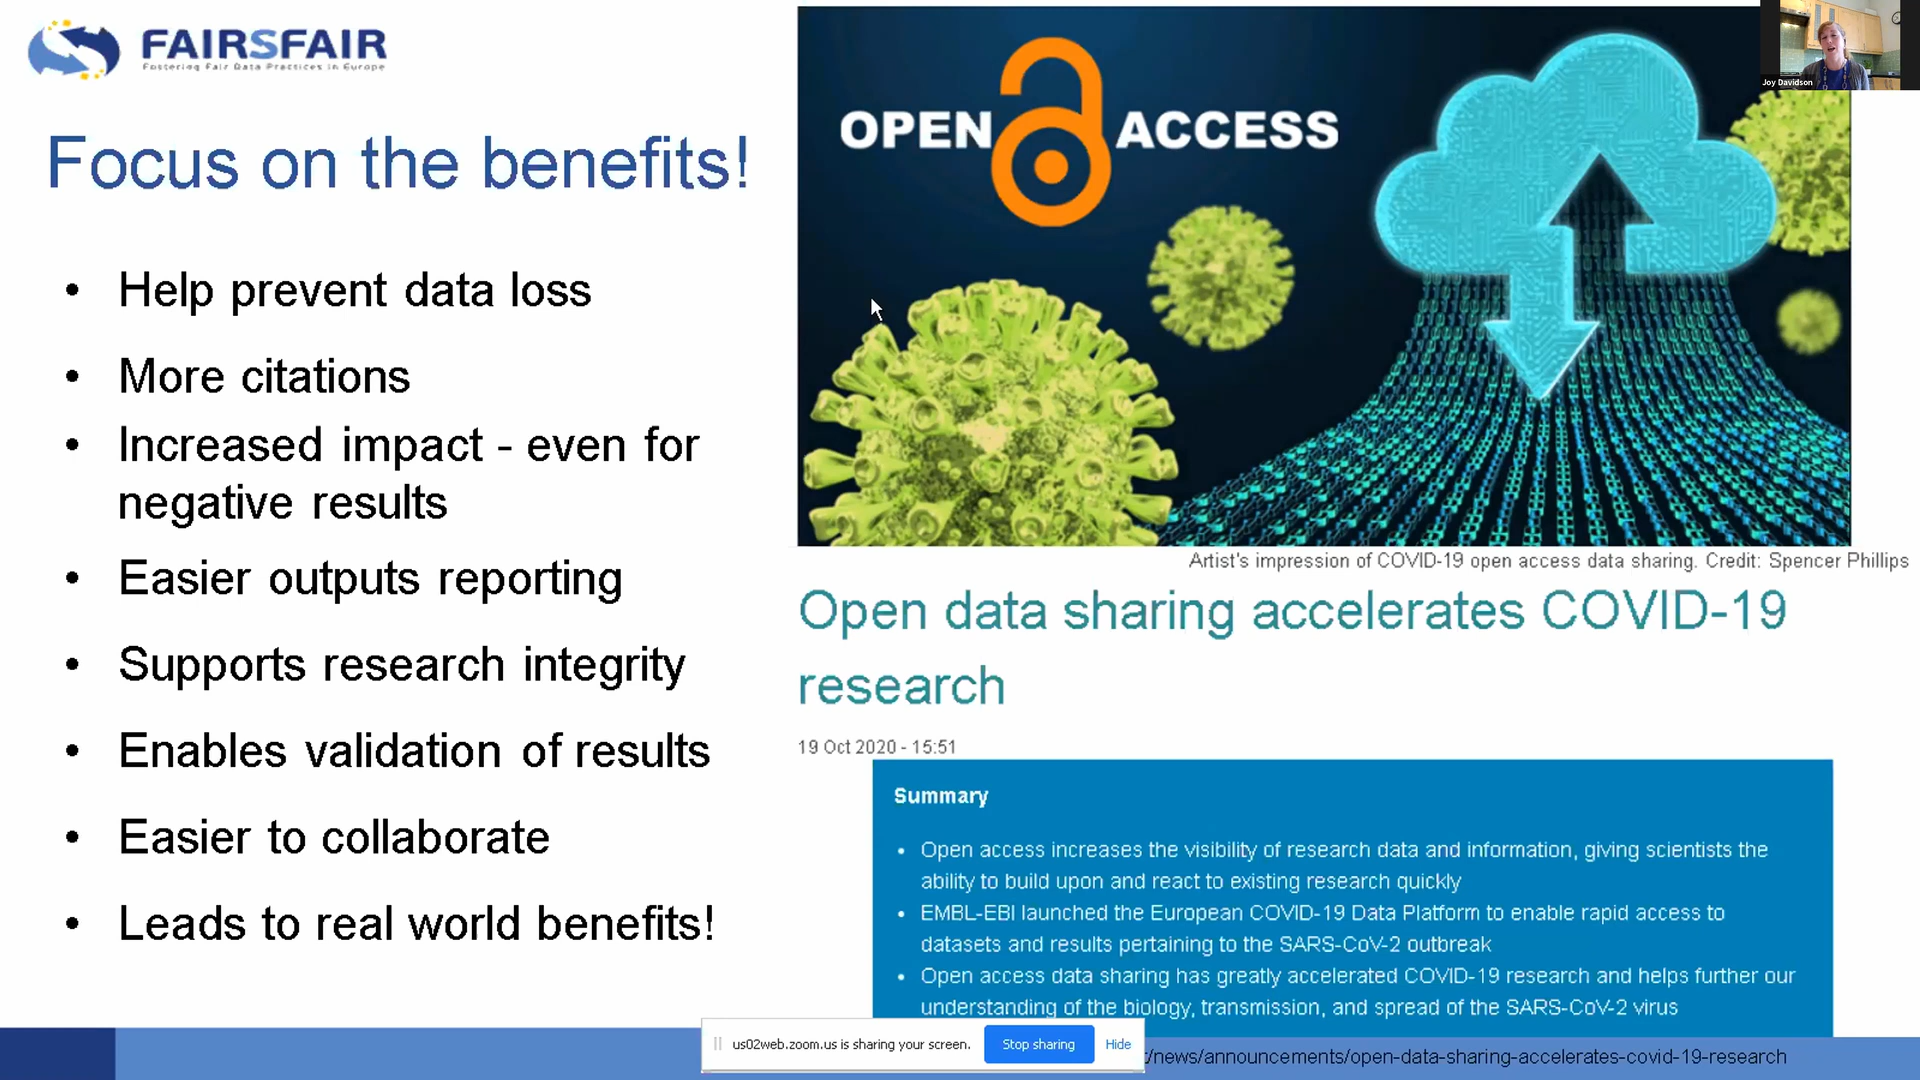 FAIRSFAIR
Fostering Fair Data Practices in Europe
Focus on the benefits!
• Help prevent data loss
• More citations
• Increased impact - even for
negative results
• Easier outputs reporting
• Supports research integrity
• Enables validation of results
• Easier to collaborate
• Leads to real world benefits!
OPEN ACCESS
Joy Davidson
Artist's impression of COVID-19 open access data sharing. Credit: Spencer Phillips
Open data sharing accelerates COVID-19
research
19 Oct 2020 - 15:51
Summary
• Open access increases the visibility of research data and information, giving scientists the
ability to build upon and react to existing research quickly
• EMBL-EBI launched the European COVID-19 Data Platform to enable rapid access to
datasets and results pertaining to the SARS-CoV-2 outbreak
• Open access data sharing has greatly accelerated COVID-19 research and helps further our
understanding of the biology, transmission, and spread of the SARS-CoV-2 virus
us02web.zoom.us is sharing your screen. Stop sharing Hide
/news/announcements/open-data-sharing-accelerates-covid-19-research